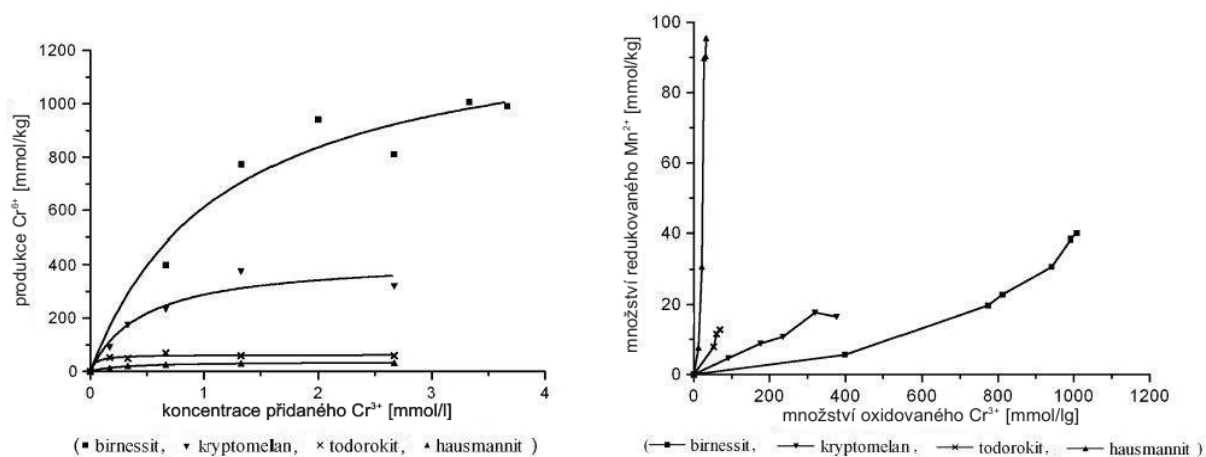 produkce Cr⁶⁺ [mmol/kg]
1200
1000
800
600
400
200
0
0 1 2 3 4
koncentrace přidaného Cr³⁺ [mmol/l]
( ■ birnessit, ▼ kryptomelan, × todorokit, ▲ hausmannit )
množství redukovaného Mn²⁺ [mmol/kg]
100
80
60
40
20
0
0 200 400 600 800 1000 1200
množství oxidovaného Cr³⁺ [mmol/lg]
( ■ birnessit, ▼ kryptomelan, × todorokit, ▲ hausmannit )